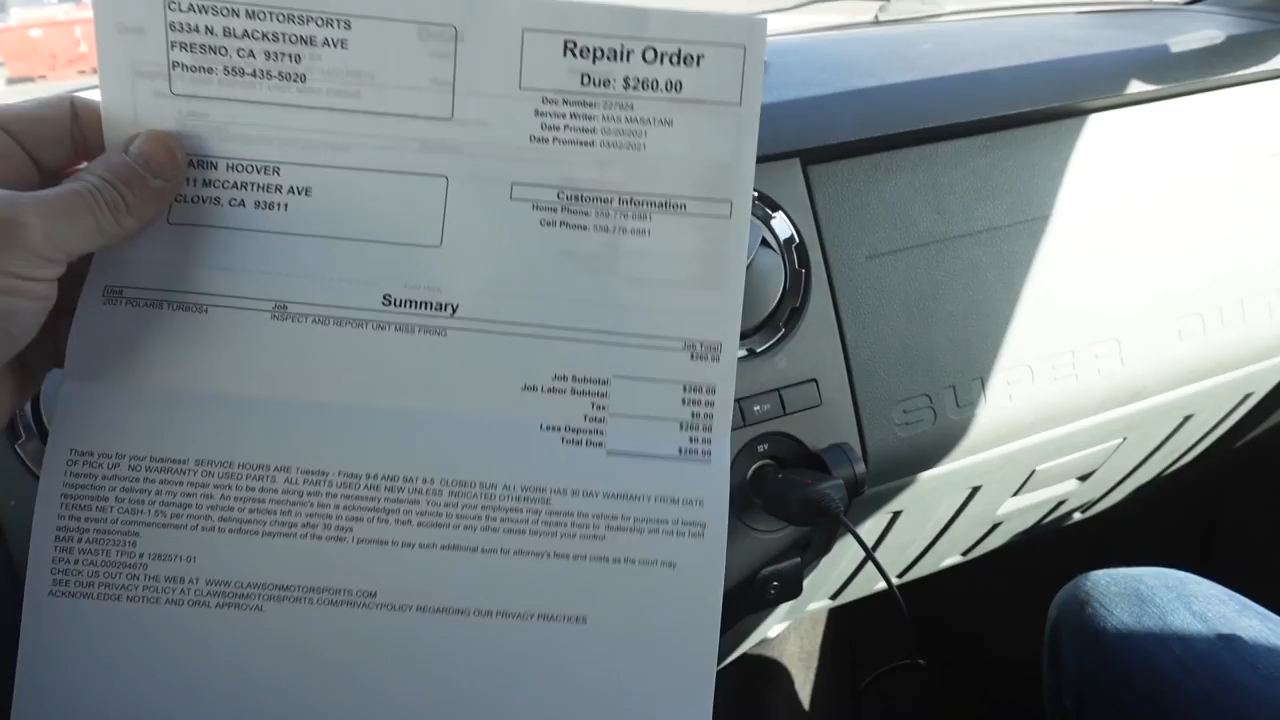 CLAWSON MOTORSPORTS
6334 N. BLACKSTONE AVE
FRESNO, CA 93710
Phone: 559-435-5020
Repair Order
Due: $260.00
Doc Number: 227924
Service Writer: MAS MASATANI
Date Printed: 02/20/2021
Date Promised: 03/02/2021
ARIN HOOVER
11 MCCARTHER AVE
CLOVIS, CA 93611
Customer Information
Home Phone: 559-776-0881
Cell Phone: 559-776-0881
Summary
Unit Job Job Total
2021 POLARIS TURBOS4 INSPECT AND REPORT UNIT MISS FIRING $260.00
Job Subtotal: $260.00
Job Labor Subtotal: $260.00
Tax: $0.00
Total: $260.00
Less Deposits: $0.00
Total Due: $260.00
Thank you for your business! SERVICE HOURS ARE Tuesday - Friday 9-6 AND SAT 9-5 CLOSED SUN ALL WORK HAS 30 DAY WARRANTY FROM DATE
OF PICK UP. NO WARRANTY ON USED PARTS. ALL PARTS USED ARE NEW UNLESS INDICATED OTHERWISE.
I hereby authorize the above repair work to be done along with the necessary materials. You and your employees may operate the vehicle for purposes of testing
inspection or delivery at my own risk. An express mechanic's lien is acknowledged on vehicle to secure the amount of repairs there to. dealership will not be held
responsible for loss or damage to vehicle or articles left in vehicle in case of fire, theft, accident or any other cause beyond your control
TERMS NET CASH-1.5% per month, delinquency charge after 30 days
In the event of commencement of suit to enforce payment of the order, I promise to pay such additional sum for attorney's fees and costs as the court may
adjudge reasonable.
BAR # ARD232316
TIRE WASTE TPID # 1282571-01
EPA # CAL000294670
CHECK US OUT ON THE WEB AT WWW.CLAWSONMOTORSPORTS.COM
SEE OUR PRIVACY POLICY AT CLAWSONMOTORSPORTS.COM/PRIVACYPOLICY REGARDING OUR PRIVACY PRACTICES
ACKNOWLEDGE NOTICE AND ORAL APPROVAL
SUPER DUT
OFF
12V